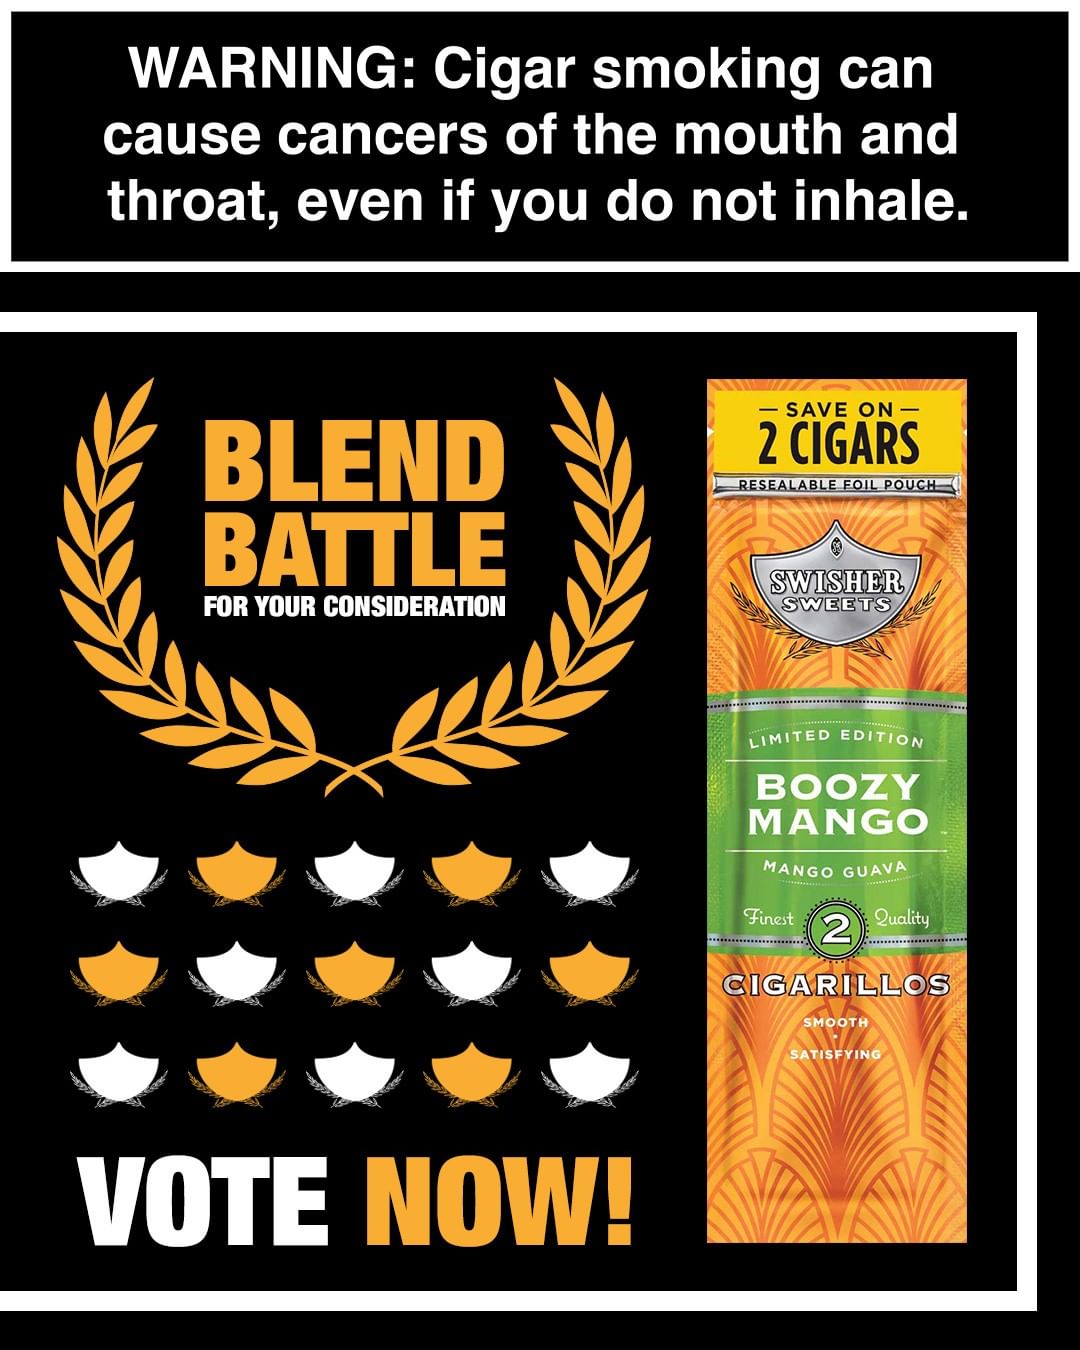 WARNING: Cigar smoking can
cause cancers of the mouth and
throat, even if you do not inhale.
BLEND
BATTLE
FOR YOUR CONSIDERATION
VOTE NOW!
— SAVE ON —
2 CIGARS
RESEALABLE FOIL POUCH
SWISHER
SWEETS
LIMITED EDITION
BOOZY
MANGO
MANGO GUAVA
Finest 2 Quality
CIGARILLOS
SMOOTH
•
SATISFYING